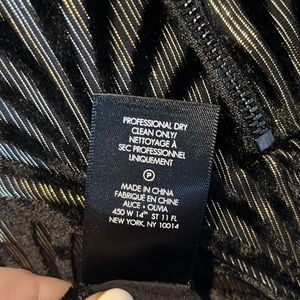 PROFESSIONAL DRY
CLEAN ONLY/
NETTOYAGE À
SEC PROFESSIONNEL
UNIQUEMENT
P
MADE IN CHINA
FABRIQUÉ EN CHINE
ALICE + OLIVIA
450 W 14TH ST 11 FL
NEW YORK, NY 10014